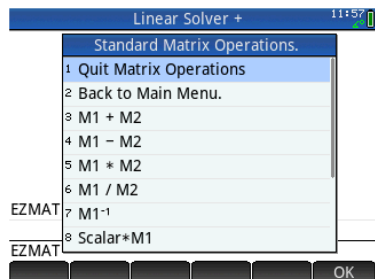 Linear Solver + 11:57
Standard Matrix Operations.
1 Quit Matrix Operations
2 Back to Main Menu.
3 M1 + M2
4 M1 − M2
5 M1 * M2
6 M1 / M2
EZMAT
7 M1⁻¹
8 Scalar*M1
EZMAT
OK